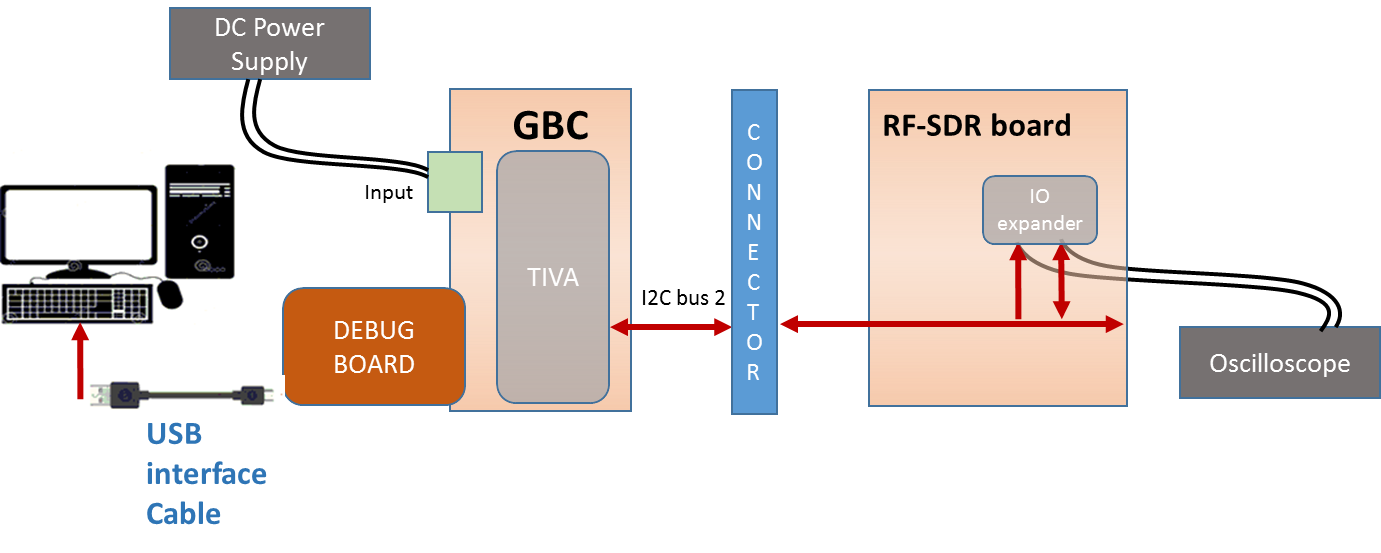 DC Power
Supply
GBC
Input
TIVA
DEBUG
BOARD
I2C bus 2
C
O
N
N
E
C
T
O
R
RF-SDR board
IO
expander
Oscilloscope
USB
interface
Cable